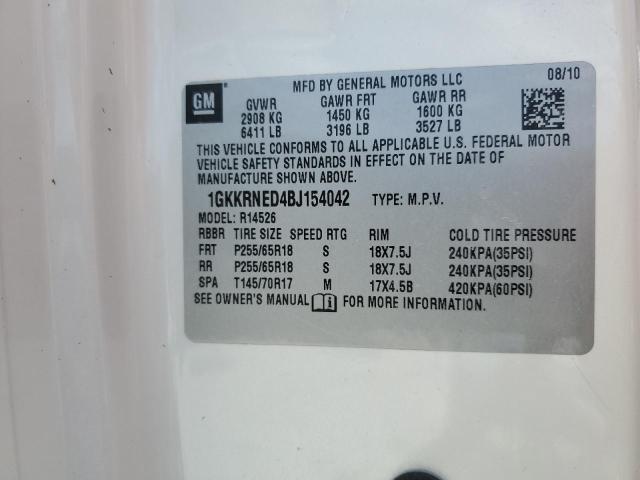 MFD BY GENERAL MOTORS LLC 08/10
GM
GVWR GAWR FRT GAWR RR
2908 KG 1450 KG 1600 KG
6411 LB 3196 LB 3527 LB
THIS VEHICLE CONFORMS TO ALL APPLICABLE U.S. FEDERAL MOTOR
VEHICLE SAFETY STANDARDS IN EFFECT ON THE DATE OF
MANUFACTURE SHOWN ABOVE.
1GKKRNED4BJ154042 TYPE: M.P.V.
MODEL: R14526
RBBR TIRE SIZE SPEED RTG RIM COLD TIRE PRESSURE
FRT P255/65R18 S 18X7.5J 240KPA(35PSI)
RR P255/65R18 S 18X7.5J 240KPA(35PSI)
SPA T145/70R17 M 17X4.5B 420KPA(60PSI)
SEE OWNER'S MANUAL i FOR MORE INFORMATION.